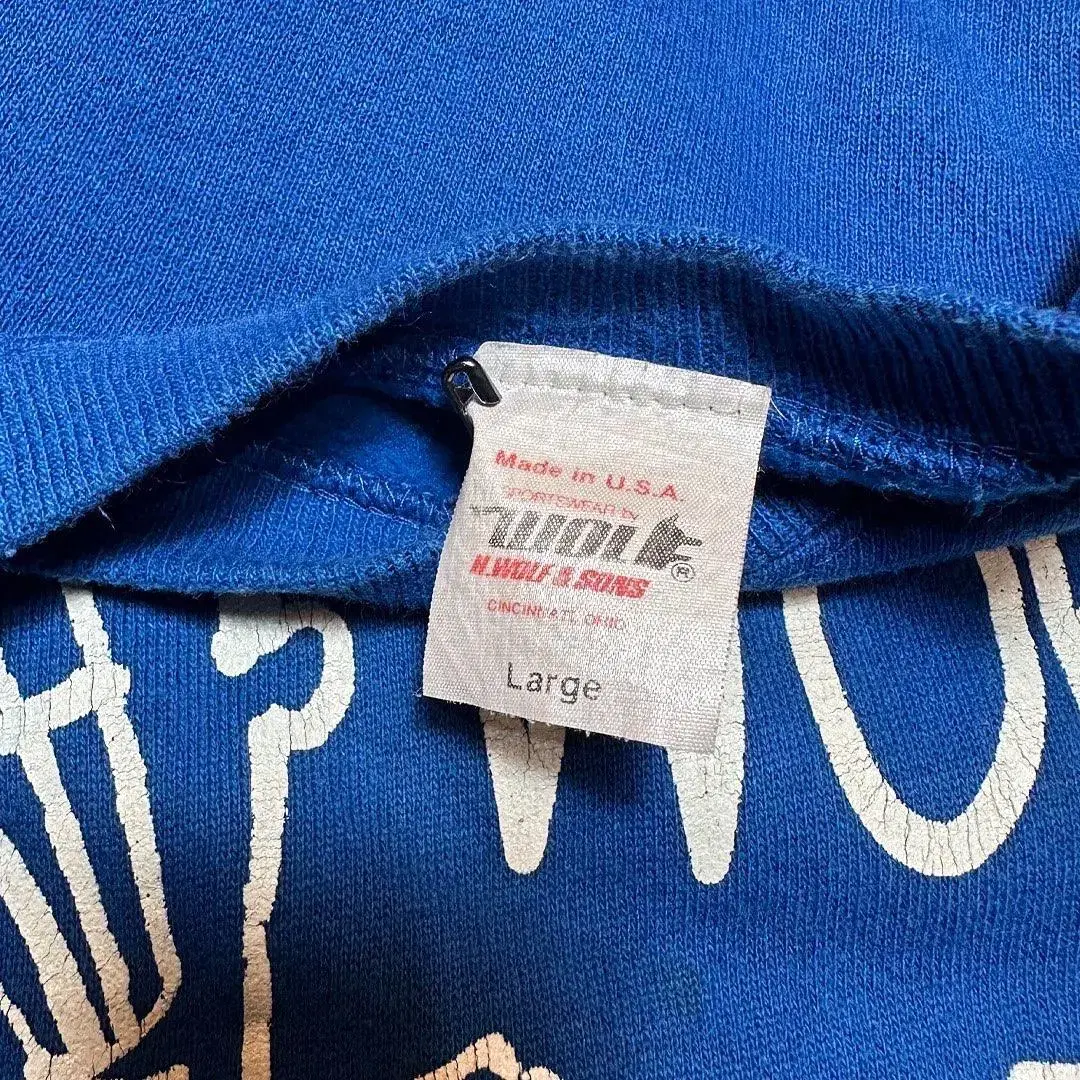 Made in U.S.A
SPORTSWEAR by
WOLF
N.WOLF & SONS
CINCINNATI, OHIO
Large